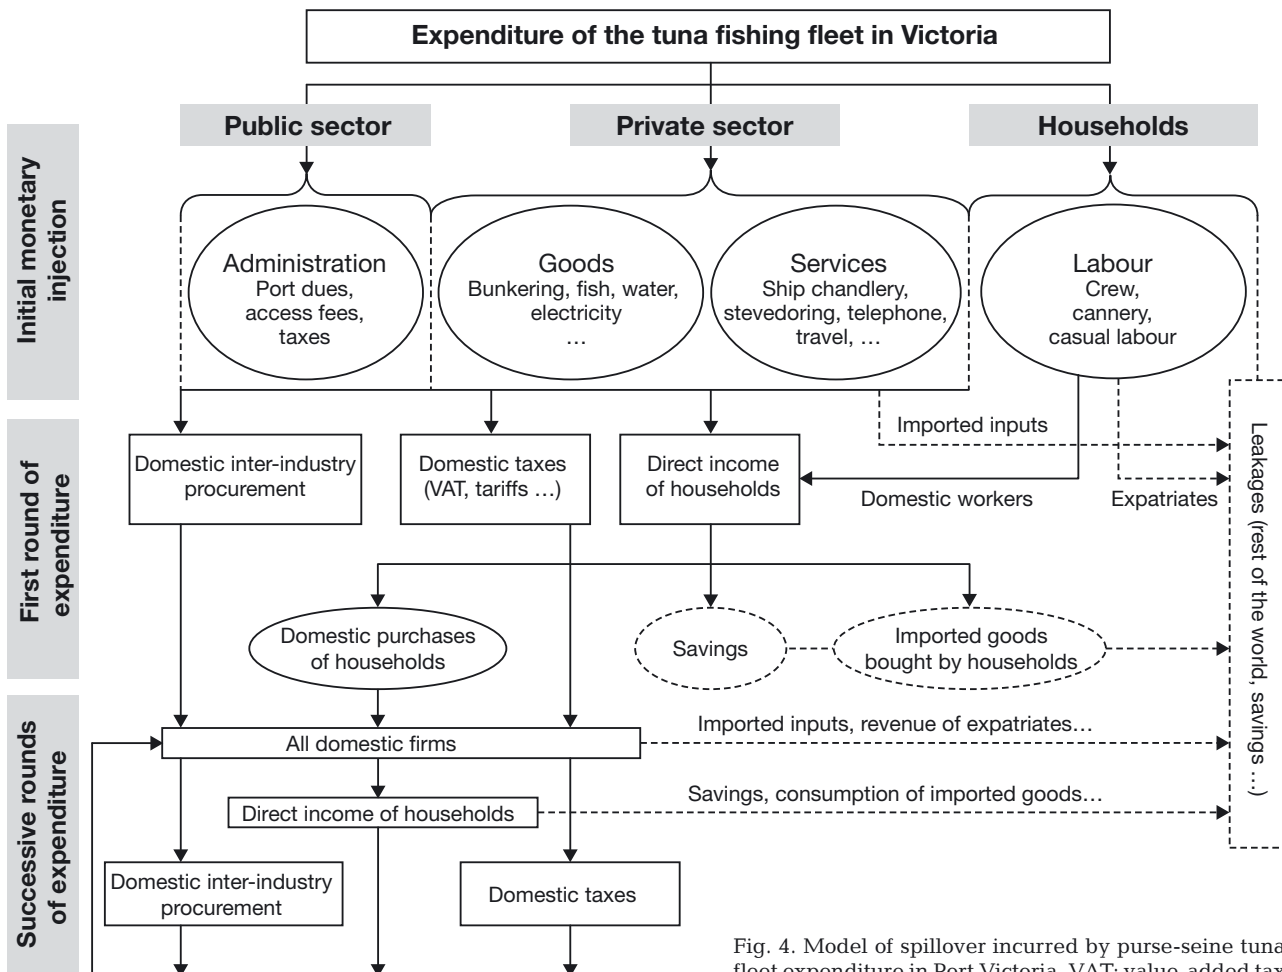 Expenditure of the tuna fishing fleet in Victoria
Public sector
Private sector
Households
Initial monetary
injection
Administration
Port dues,
access fees,
taxes
Goods
Bunkering, fish, water,
electricity
…
Services
Ship chandlery,
stevedoring, telephone,
travel, …
Labour
Crew,
cannery,
casual labour
First round of
expenditure
Domestic inter-industry
procurement
Domestic taxes
(VAT, tariffs …)
Direct income
of households
Imported inputs
Domestic workers
Expatriates
Leakages (rest of the world, savings …)
Domestic purchases
of households
Savings
Imported goods
bought by households
Successive rounds
of expenditure
All domestic firms
Imported inputs, revenue of expatriates…
Direct income of households
Savings, consumption of imported goods…
Domestic inter-industry
procurement
Domestic taxes
Fig. 4. Model of spillover incurred by purse-seine tuna
fleet expenditure in Port Victoria. VAT: value-added tax